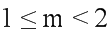 1 ≤ m < 2